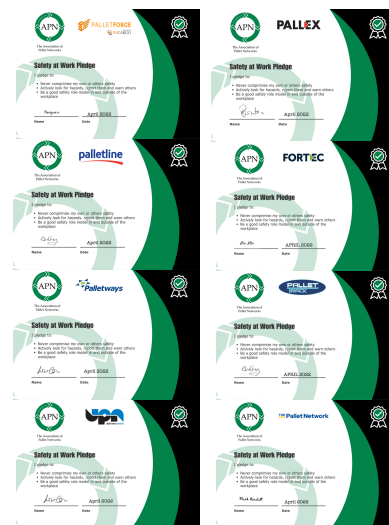 APN
PALLETFORCE
The Association of
Pallet Networks
Safety at Work Pledge
I pledge to:
Never compromise my own or others safety
Actively look for hazards, report them and warn others
Be a good safety role model in and outside of the
workplace
April 2022
Name Date
APN
PALLEX
The Association of
Pallet Networks
Safety at Work Pledge
I pledge to:
Never compromise my own or others safety
Actively look for hazards, report them and warn others
Be a good safety role model in and outside of the
workplace
April 2022
Name Date
APN
palletline
The Association of
Pallet Networks
Safety at Work Pledge
I pledge to:
Never compromise my own or others safety
Actively look for hazards, report them and warn others
Be a good safety role model in and outside of the
workplace
April 2022
Name Date
APN
FORTEC
The Association of
Pallet Networks
Safety at Work Pledge
I pledge to:
Never compromise my own or others safety
Actively look for hazards, report them and warn others
Be a good safety role model in and outside of the
workplace
APRIL 2022
Name Date
APN
Palletways
The Association of
Pallet Networks
Safety at Work Pledge
I pledge to:
Never compromise my own or others safety
Actively look for hazards, report them and warn others
Be a good safety role model in and outside of the
workplace
April 2022
Name Date
APN
PALLET
TRACK
The Association of
Pallet Networks
Safety at Work Pledge
I pledge to:
Never compromise my own or others safety
Actively look for hazards, report them and warn others
Be a good safety role model in and outside of the
workplace
APRIL 2022
Name Date
APN
upn
The Association of
Pallet Networks
Safety at Work Pledge
I pledge to:
Never compromise my own or others safety
Actively look for hazards, report them and warn others
Be a good safety role model in and outside of the
workplace
April 2022
Name Date
APN
THE Pallet Network
The Association of
Pallet Networks
Safety at Work Pledge
I pledge to:
Never compromise my own or others safety
Actively look for hazards, report them and warn others
Be a good safety role model in and outside of the
workplace
April 2022
Name Date